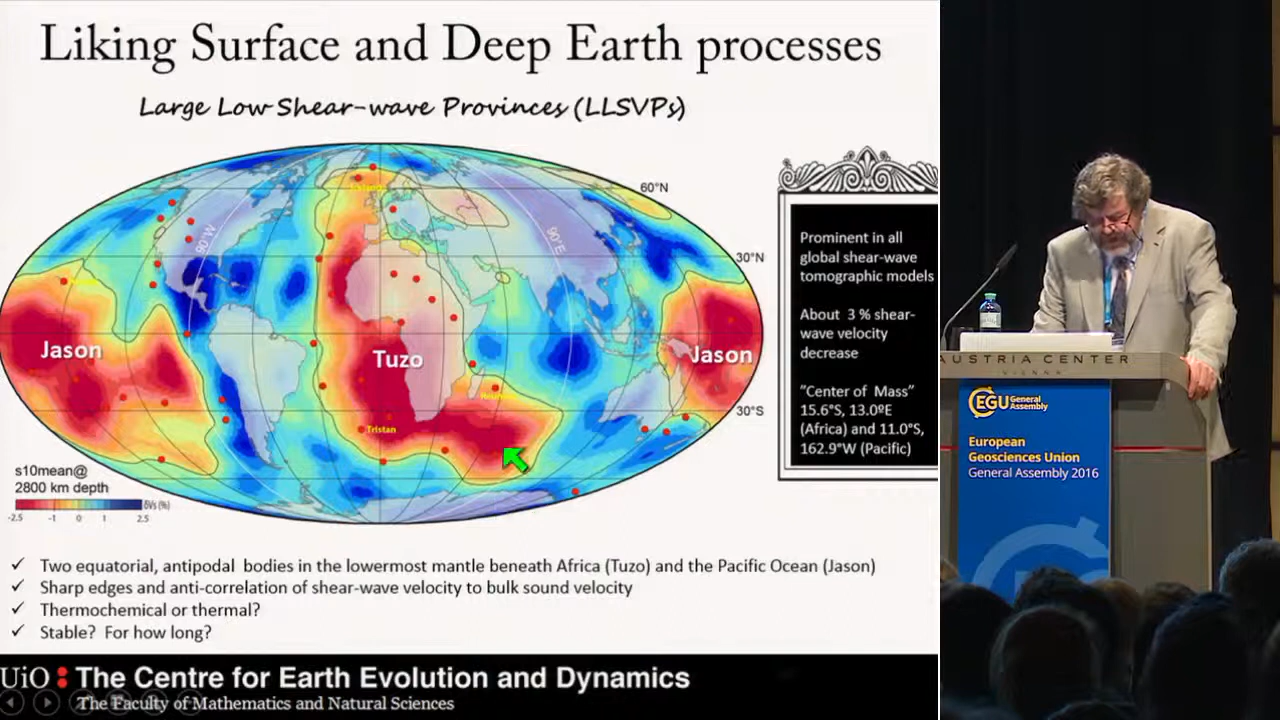 Liking Surface and Deep Earth processes
Large Low Shear-wave Provinces (LLSVPs)
60°N
30°N
30°S
90°W
90°E
Iceland
Jason
Tuzo
Jason
Reunion
Tristan
s10mean@
2800 km depth
δVs (%)
-2.5 -1 0 1 2.5
Prominent in all
global shear-wave
tomographic models
About 3 % shear-
wave velocity
decrease
”Center of Mass”
15.6°S, 13.0ºE
(Africa) and 11.0°S,
162.9°W (Pacific)
✓ Two equatorial, antipodal bodies in the lowermost mantle beneath Africa (Tuzo) and the Pacific Ocean (Jason)
✓ Sharp edges and anti-correlation of shear-wave velocity to bulk sound velocity
✓ Thermochemical or thermal?
✓ Stable? For how long?
UiO The Centre for Earth Evolution and Dynamics
The Faculty of Mathematics and Natural Sciences
AUSTRIA CENTER
VIENNA
EGU General
Assembly
European
Geosciences Union
General Assembly 2016